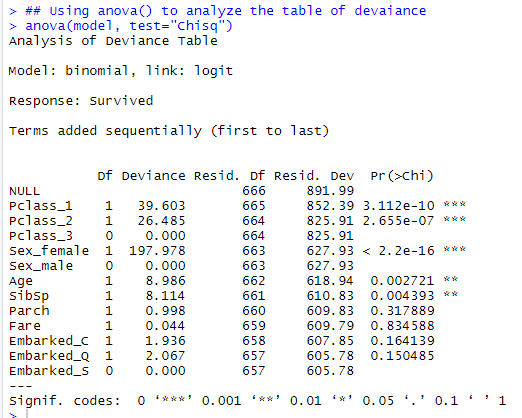 > ## Using anova() to analyze the table of devaiance
> anova(model, test="Chisq")
Analysis of Deviance Table

Model: binomial, link: logit

Response: Survived

Terms added sequentially (first to last)

           Df Deviance Resid. Df Resid. Dev  Pr(>Chi)
NULL                         666     891.99
Pclass_1    1   39.603       665     852.39 3.112e-10 ***
Pclass_2    1   26.485       664     825.91 2.655e-07 ***
Pclass_3    0    0.000       664     825.91
Sex_female  1  197.978       663     627.93 < 2.2e-16 ***
Sex_male    0    0.000       663     627.93
Age         1    8.986       662     618.94  0.002721 **
SibSp       1    8.114       661     610.83  0.004393 **
Parch       1    0.998       660     609.83  0.317889
Fare        1    0.044       659     609.79  0.834588
Embarked_C  1    1.936       658     607.85  0.164139
Embarked_Q  1    2.067       657     605.78  0.150485
Embarked_S  0    0.000       657     605.78
---
Signif. codes:  0 ‘***’ 0.001 ‘**’ 0.01 ‘*’ 0.05 ‘.’ 0.1 ‘ ’ 1
>